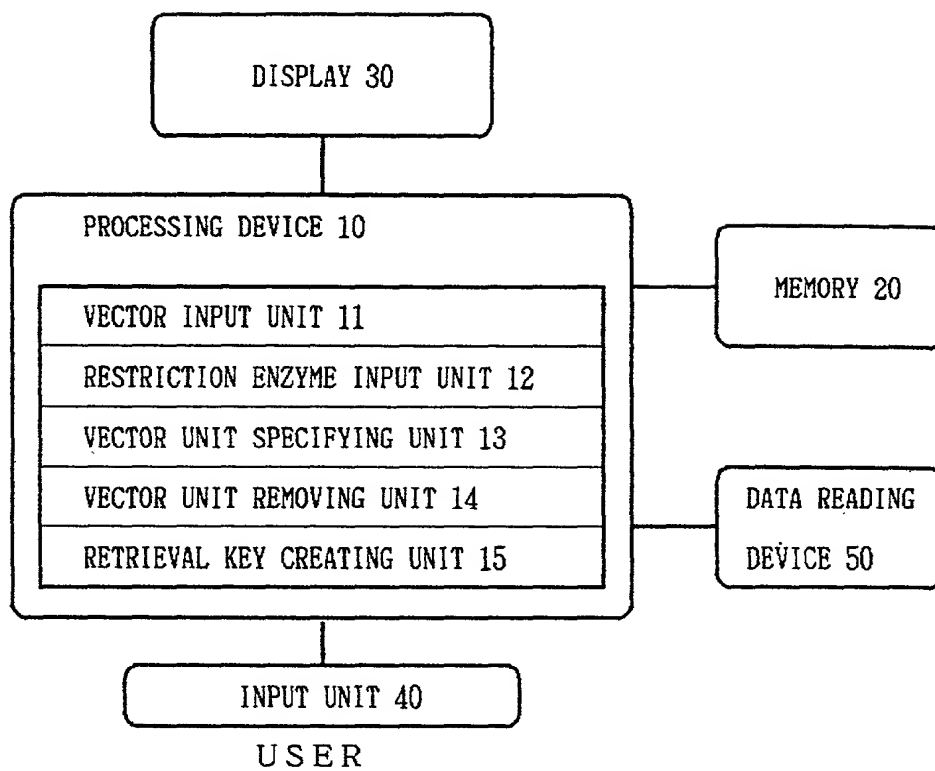 DISPLAY 30
PROCESSING DEVICE 10
VECTOR INPUT UNIT 11
RESTRICTION ENZYME INPUT UNIT 12
VECTOR UNIT SPECIFYING UNIT 13
VECTOR UNIT REMOVING UNIT 14
RETRIEVAL KEY CREATING UNIT 15
MEMORY 20
DATA READING
DEVICE 50
INPUT UNIT 40
USER